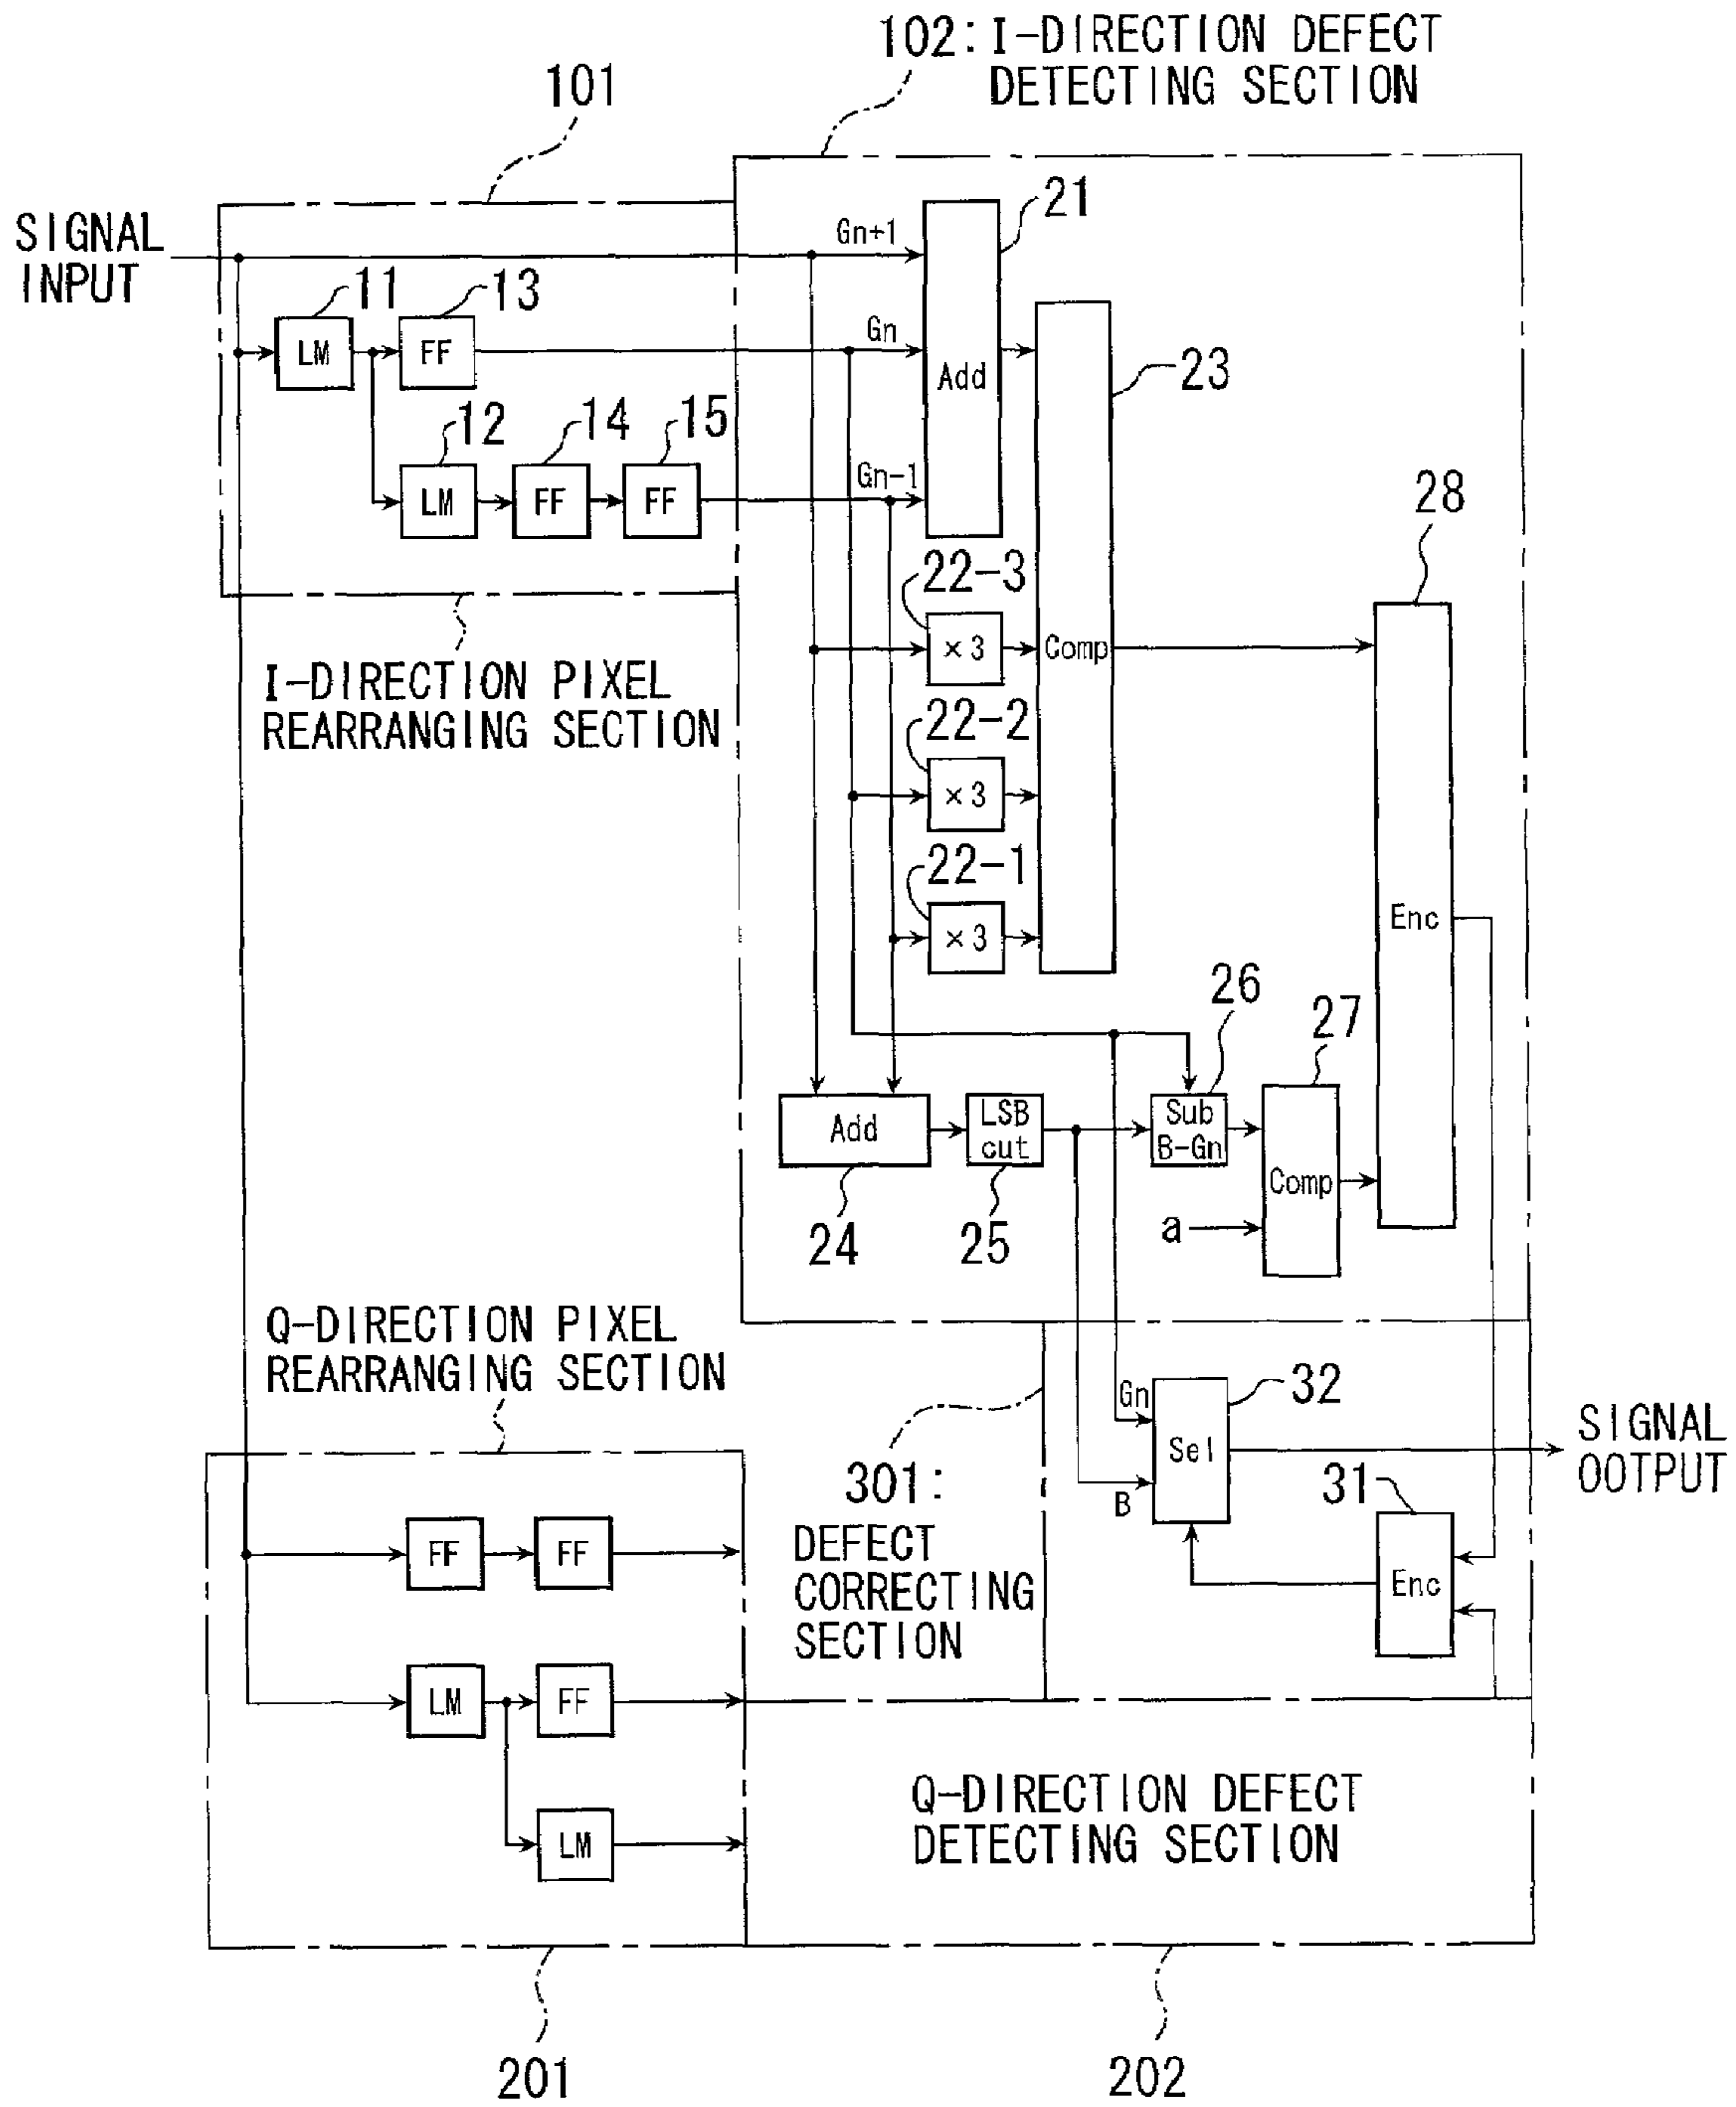 102: I-DIRECTION DEFECT
DETECTING SECTION
101
SIGNAL
INPUT
21
Gn+1
11
13
LM
FF
Gn
Add
23
12
14
15
LM
FF
FF
Gn-1
28
22-3
×3
Comp
I-DIRECTION PIXEL
REARRANGING SECTION
22-2
×3
22-1
×3
Enc
26
27
Add
LSB
cut
Sub
B-Gn
Comp
a
24
25
Q-DIRECTION PIXEL
REARRANGING SECTION
32
Gn
Sel
SIGNAL
OOTPUT
B
301:
DEFECT
CORRECTING
SECTION
31
FF
FF
Enc
LM
FF
LM
Q-DIRECTION DEFECT
DETECTING SECTION
201
202